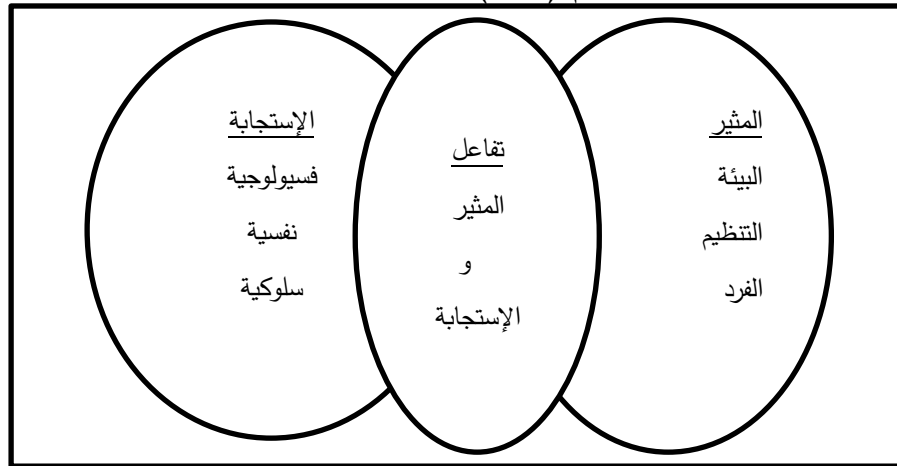 المثير
البيئة
التنظيم
الفرد
تفاعل
المثير
و
الإستجابة
الإستجابة
فسيولوجية
نفسية
سلوكية